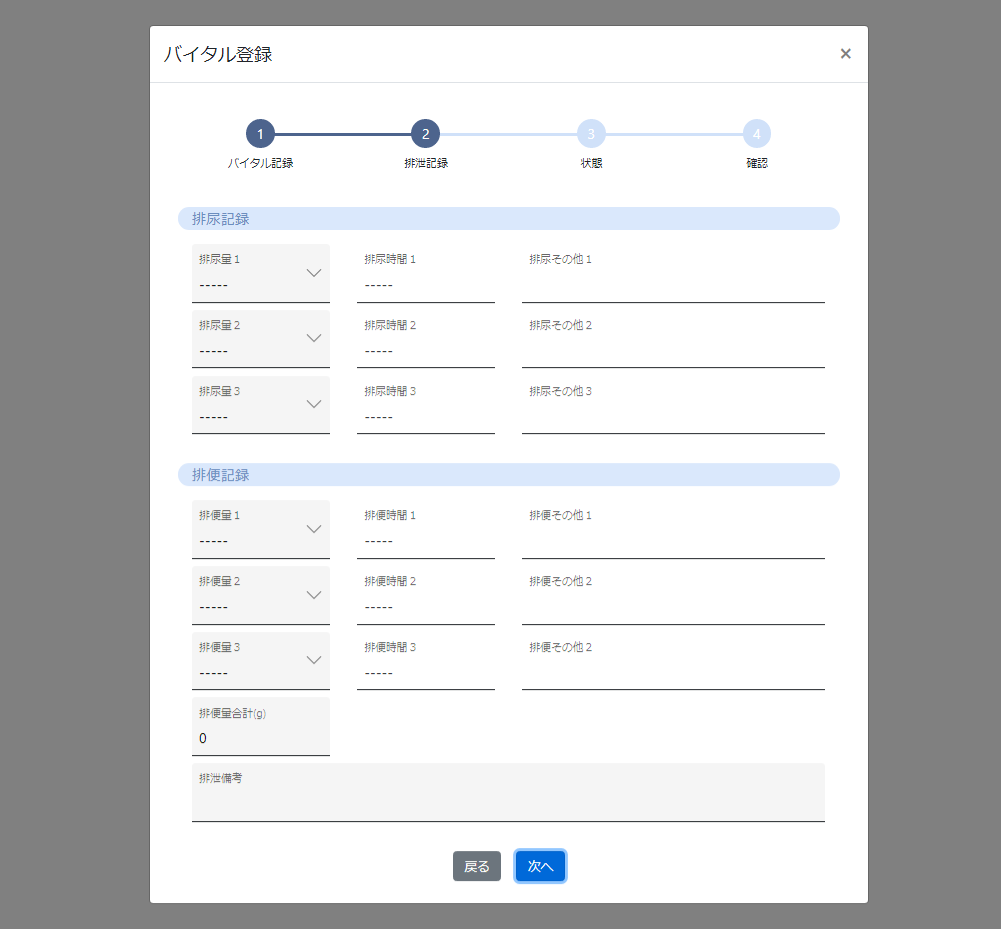 バイタル登録 ×
1 2 3 4
バイタル記録 排泄記録 状態 確認
排尿記録
排尿量1 排尿時間1 排尿その他1
----- -----
排尿量2 排尿時間2 排尿その他2
----- -----
排尿量3 排尿時間3 排尿その他3
----- -----
排便記録
排便量1 排便時間1 排便その他1
----- -----
排便量2 排便時間2 排便その他2
----- -----
排便量3 排便時間3 排便その他2
----- -----
排便量合計(g)
0
排泄備考
戻る 次へ